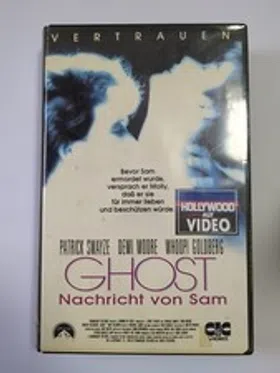 VERTRAUEN
Bevor Sam
ermordet wurde,
versprach er Molly,
daß er sie
für immer lieben
und beschützen würde.
HOLLYWOOD
AUF
VIDEO
PATRICK SWAYZE DEMI MOORE WHOOPI GOLDBERG
GHOST
Nachricht von Sam
CIC
VIDEO